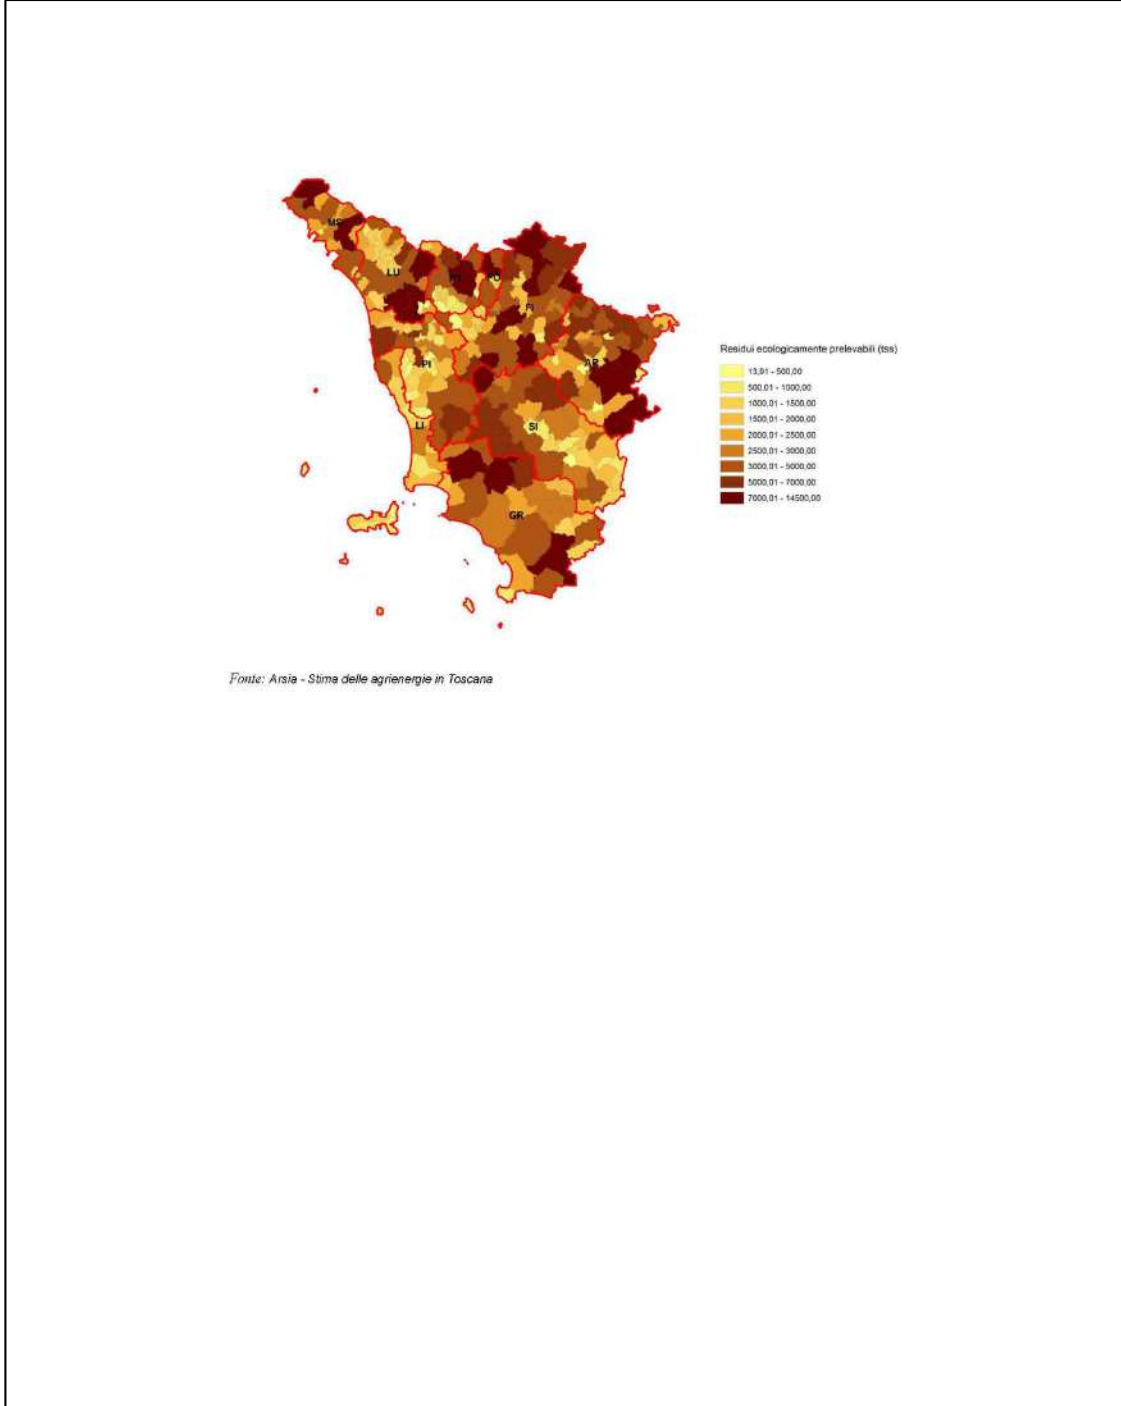 MS
LU
PT
PO
FI
AR
PI
LI
SI
GR
Residui ecologicamente prelevabili (tss)
13,91 - 500,00
500,01 - 1000,00
1000,01 - 1500,00
1500,01 - 2000,00
2000,01 - 2500,00
2500,01 - 3000,00
3000,01 - 5000,00
5000,01 - 7000,00
7000,01 - 14500,00
Fonte: Arsia - Stima delle agrienergie in Toscana